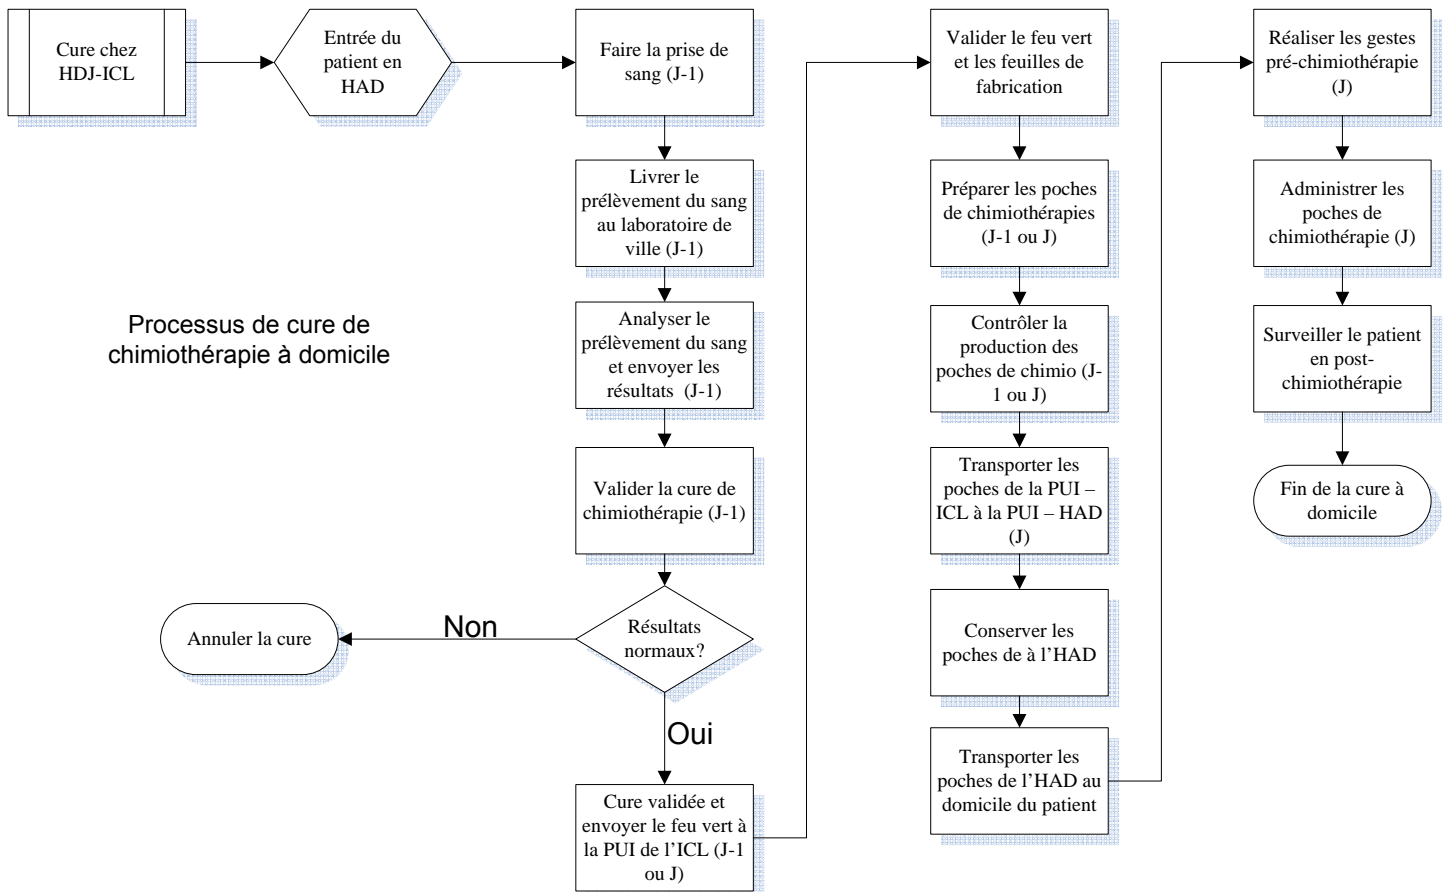 Cure chez
HDJ-ICL
Entrée du
patient en
HAD
Faire la prise de
sang (J-1)
Livrer le
prélèvement du sang
au laboratoire de
ville (J-1)
Analyser le
prélèvement du sang
et envoyer les
résultats (J-1)
Valider la cure de
chimiothérapie (J-1)
Résultats
normaux?
Non
Annuler la cure
Oui
Cure validée et
envoyer le feu vert à
la PUI de l'ICL (J-1
ou J)
Processus de cure de
chimiothérapie à domicile
Valider le feu vert
et les feuilles de
fabrication
Préparer les poches
de chimiothérapies
(J-1 ou J)
Contrôler la
production des
poches de chimio (J-
1 ou J)
Transporter les
poches de la PUI –
ICL à la PUI – HAD
(J)
Conserver les
poches de à l'HAD
Transporter les
poches de l'HAD au
domicile du patient
Réaliser les gestes
pré-chimiothérapie
(J)
Administrer les
poches de
chimiothérapie (J)
Surveiller le patient
en post-
chimiothérapie
Fin de la cure à
domicile